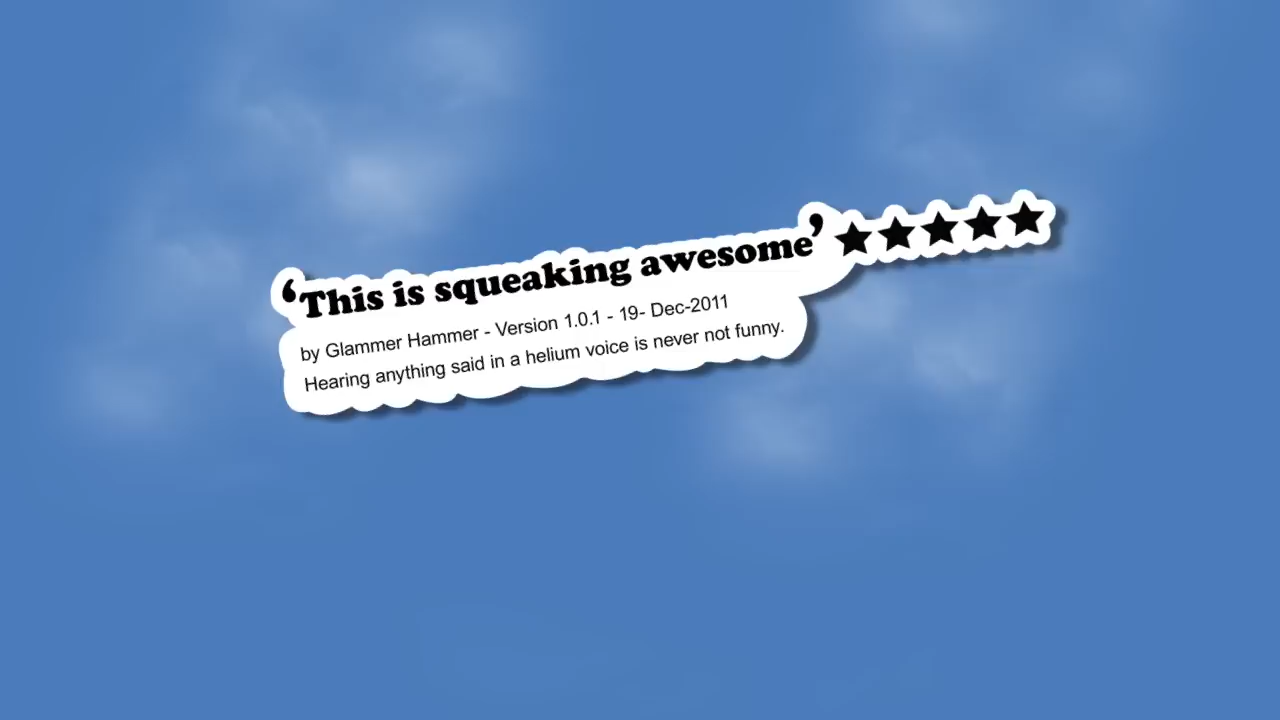 ‘This is squeaking awesome’ ★★★★★
by Glammer Hammer - Version 1.0.1 - 19- Dec-2011
Hearing anything said in a helium voice is never not funny.